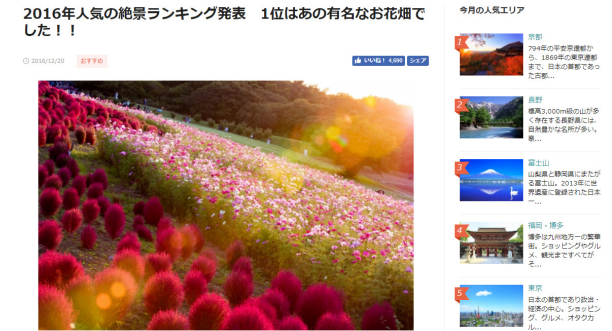 2016年人気の絶景ランキング発表　1位はあの有名なお花畑で
した！！
2016/12/20
おすすめ
いいね！ 4,690
シェア
今月の人気エリア
1
京都
794年の平安京遷都か
ら、1869年の東京遷都
まで、日本の首都であっ
た古都...
2
長野
標高3,000m級の山が多
く存在する長野県には、
自然豊かな名所が多い。
3
富士山
山梨県と静岡県にまたが
る富士山。2013年に世
界遺産に登録された日本
一...
4
福岡・博多
博多は九州地方一の繁華
街。ショッピングやグル
メ、観光まですべてが
そ...
5
東京
日本の首都であり政治・
経済の中心。ショッピン
グ、グルメ、オタクカ
ル...